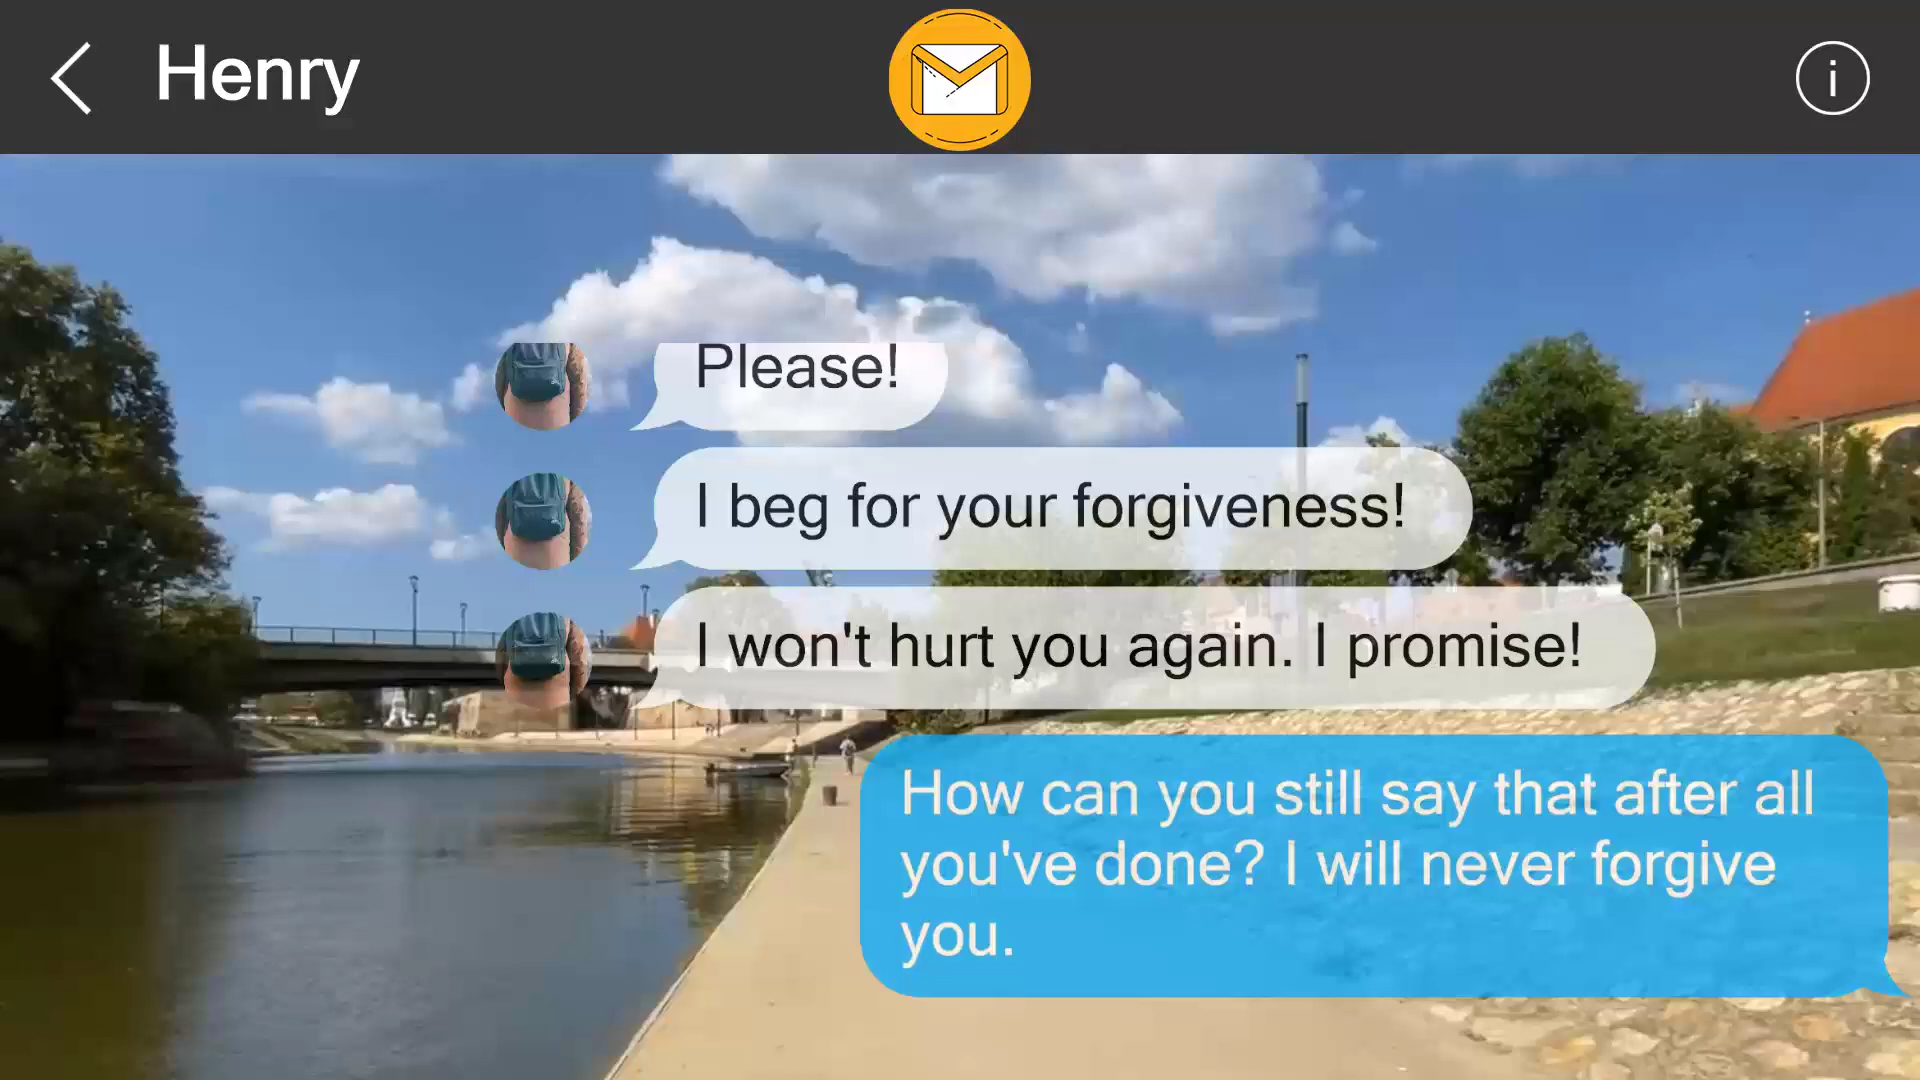 Henry
Please!
I beg for your forgiveness!
I won't hurt you again. I promise!
How can you still say that after all
you've done? I will never forgive
you.